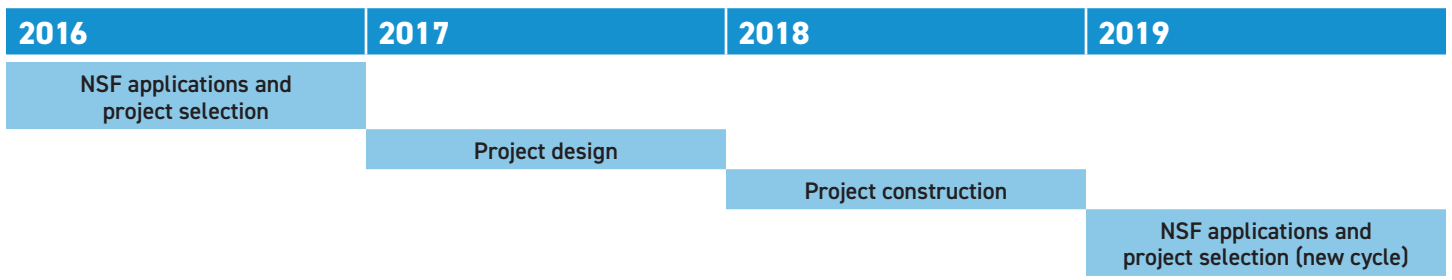 2016 2017 2018 2019
NSF applications and
project selection
Project design
Project construction
NSF applications and
project selection (new cycle)